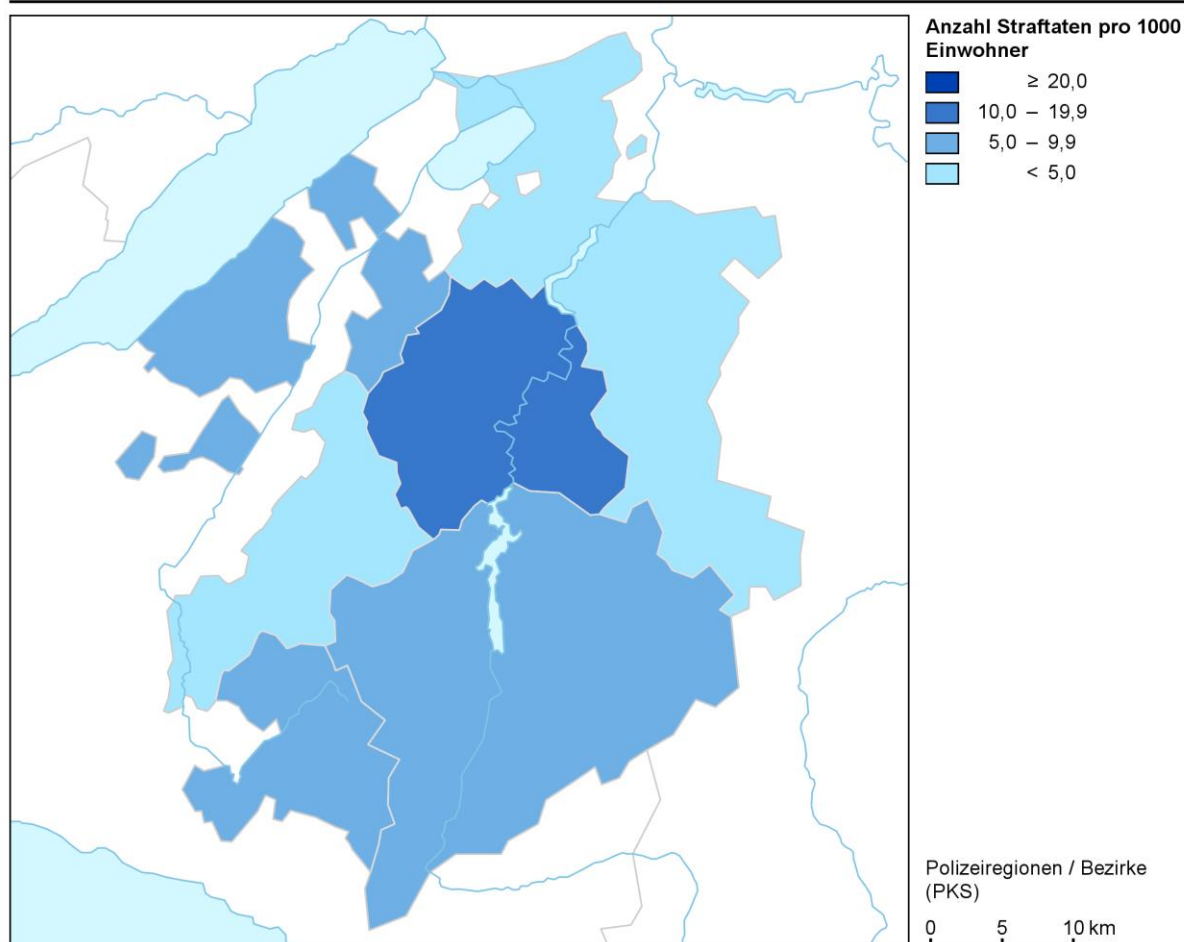 Anzahl Straftaten pro 1000
Einwohner
≥ 20,0
10,0 – 19,9
5,0 – 9,9
< 5,0
Polizeiregionen / Bezirke
(PKS)
0 5 10 km